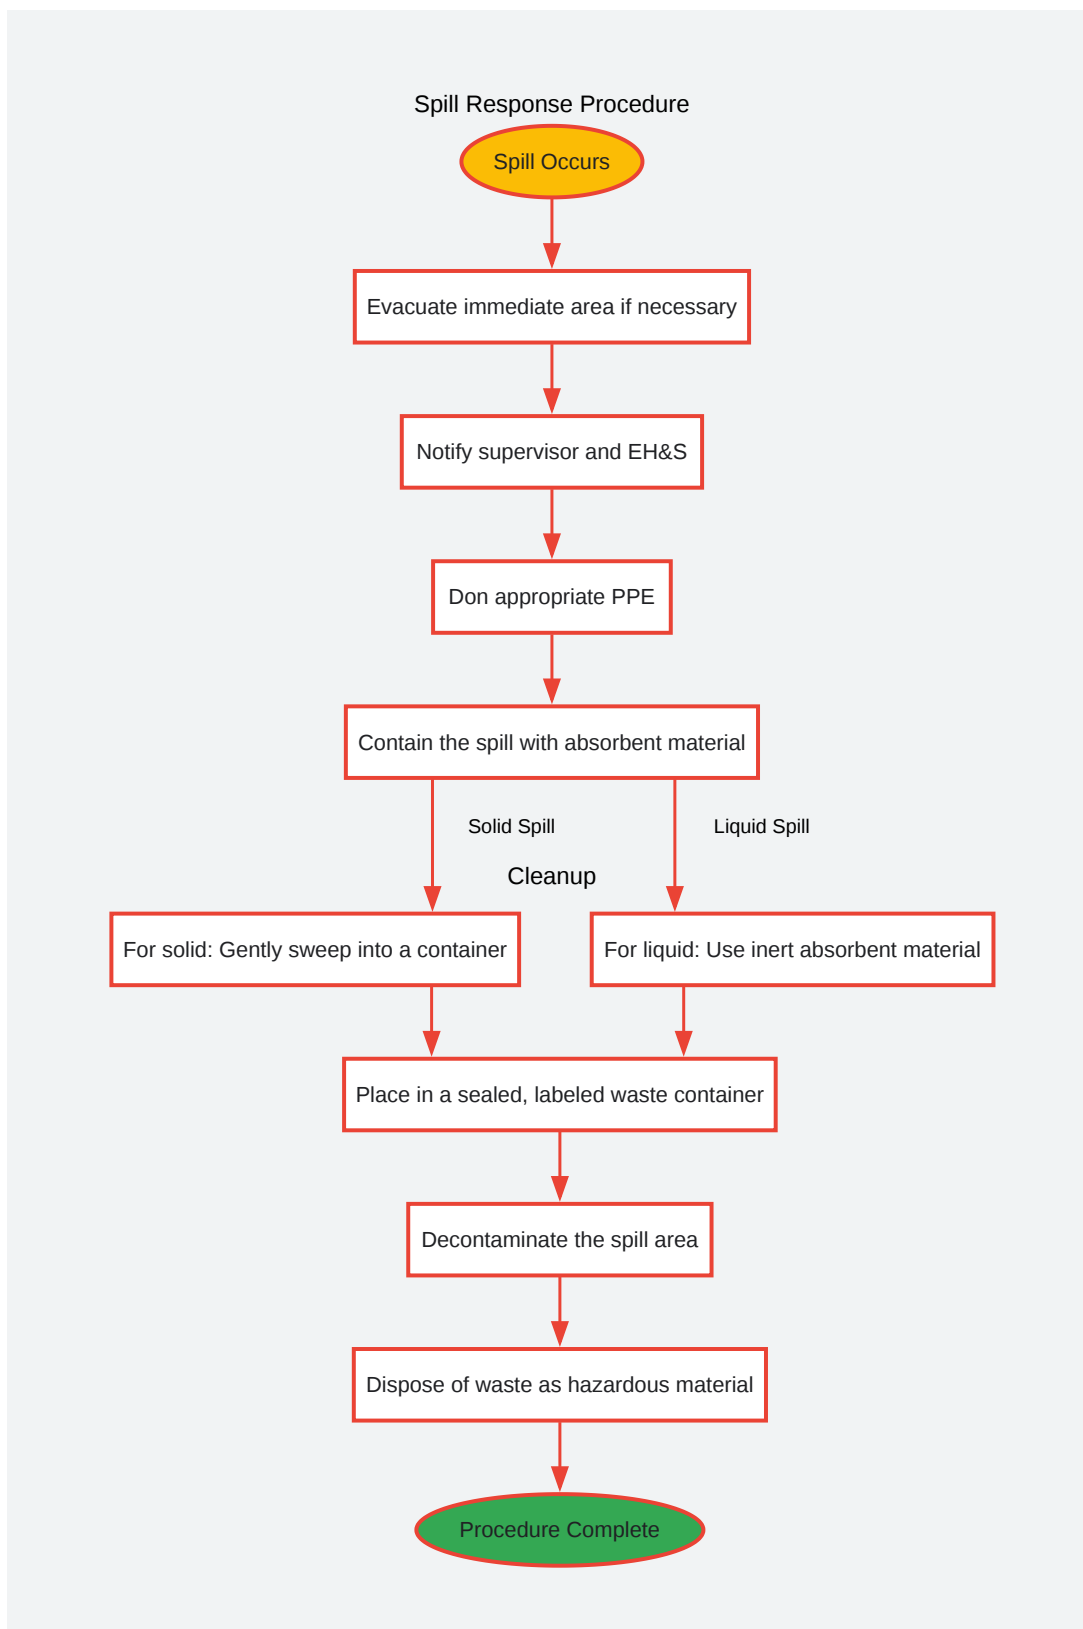 Spill Response Procedure
Spill Occurs
Evacuate immediate area if necessary
Notify supervisor and EH&S
Don appropriate PPE
Contain the spill with absorbent material
Solid Spill
Liquid Spill
Cleanup
For solid: Gently sweep into a container
For liquid: Use inert absorbent material
Place in a sealed, labeled waste container
Decontaminate the spill area
Dispose of waste as hazardous material
Procedure Complete